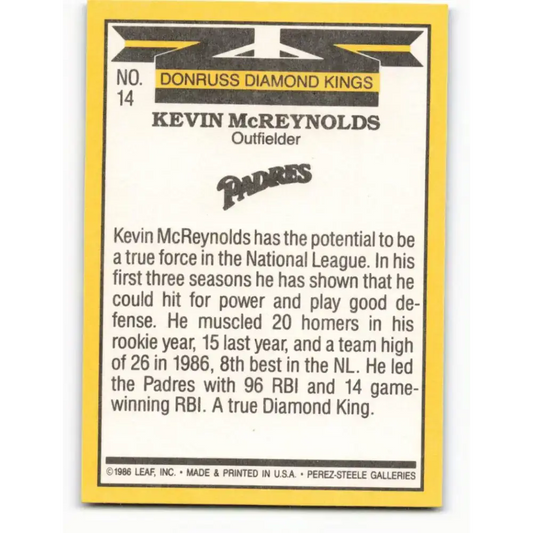 NO.
14
DONRUSS DIAMOND KINGS
KEVIN McREYNOLDS
Outfielder
PADRES
Kevin McReynolds has the potential to be
a true force in the National League. In his
first three seasons he has shown that he
could hit for power and play good de-
fense. He muscled 20 homers in his
rookie year, 15 last year, and a team high
of 26 in 1986, 8th best in the NL. He led
the Padres with 96 RBI and 14 game-
winning RBI. A true Diamond King.
©1986 LEAF, INC. • MADE & PRINTED IN U.S.A. • PEREZ-STEELE GALLERIES